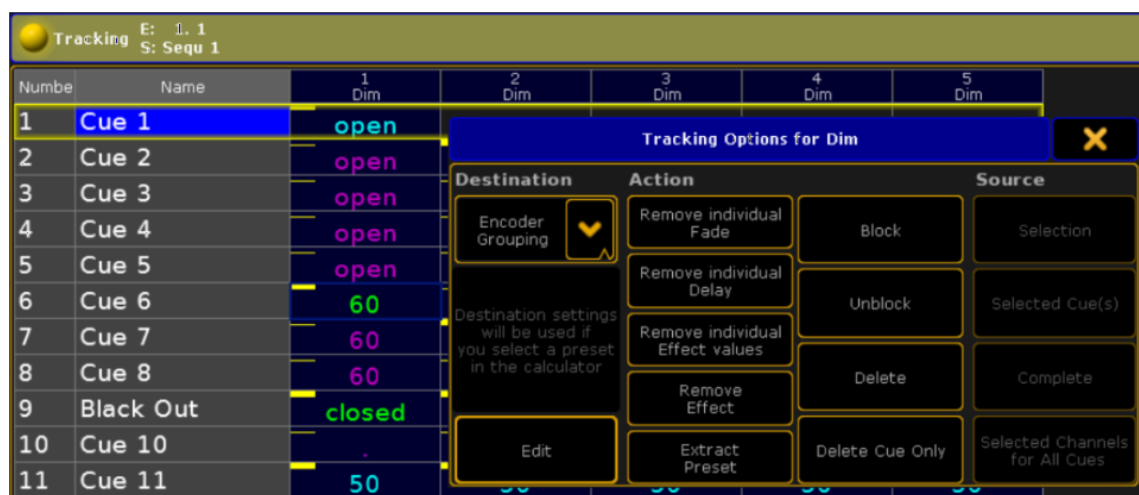 Tracking E: 1. 1
S: Sequ 1
Numbe Name 1 2 3 4 5
Dim Dim Dim Dim Dim
1 Cue 1 open
2 Cue 2 open
3 Cue 3 open
4 Cue 4 open
5 Cue 5 open
6 Cue 6 60
7 Cue 7 60
8 Cue 8 60
9 Black Out closed
10 Cue 10 .
11 Cue 11 50
Tracking Options for Dim
Destination Action Source
Encoder
Grouping
Destination settings
will be used if
you select a preset
in the calculator
Edit
Remove individual
Fade
Remove individual
Delay
Remove individual
Effect values
Remove
Effect
Extract
Preset
Block
Unblock
Delete
Delete Cue Only
Selection
Selected Cue(s)
Complete
Selected Channels
for All Cues